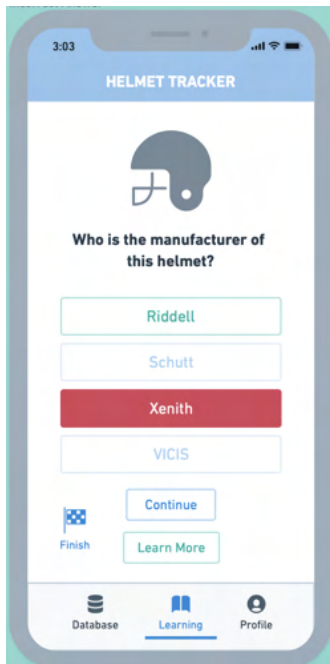 3:03
HELMET TRACKER
Who is the manufacturer of
this helmet?
Riddell
Schutt
Xenith
VICIS
Continue
Finish
Learn More
Database
Learning
Profile